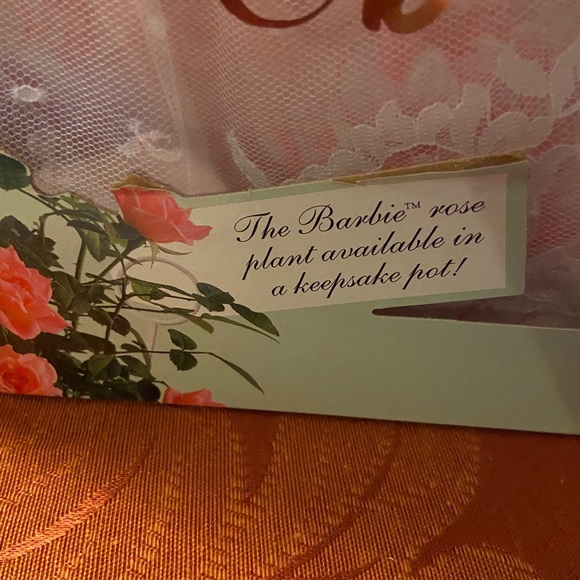 The Barbie™ rose
plant available in
a keepsake pot!